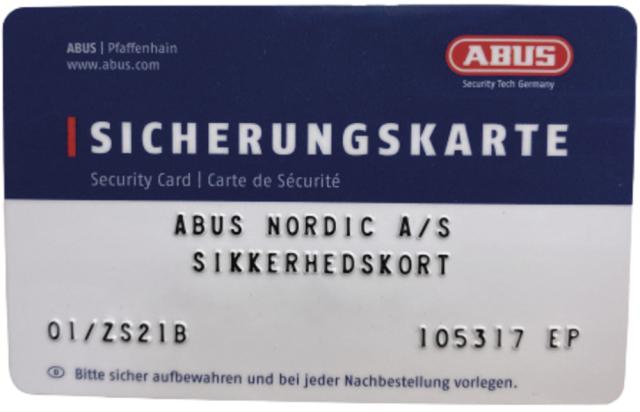 ABUS | Pfaffenhain
www.abus.com
ABUS
Security Tech Germany
SICHERUNGSKARTE
Security Card | Carte de Sécurité
ABUS NORDIC A/S
SIKKERHEDSKORT
01/ZS21B 105317 EP
D Bitte sicher aufbewahren und bei jeder Nachbestellung vorlegen.